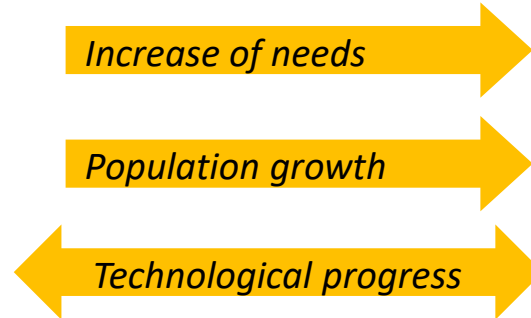 Increase of needs
Population growth
Technological progress